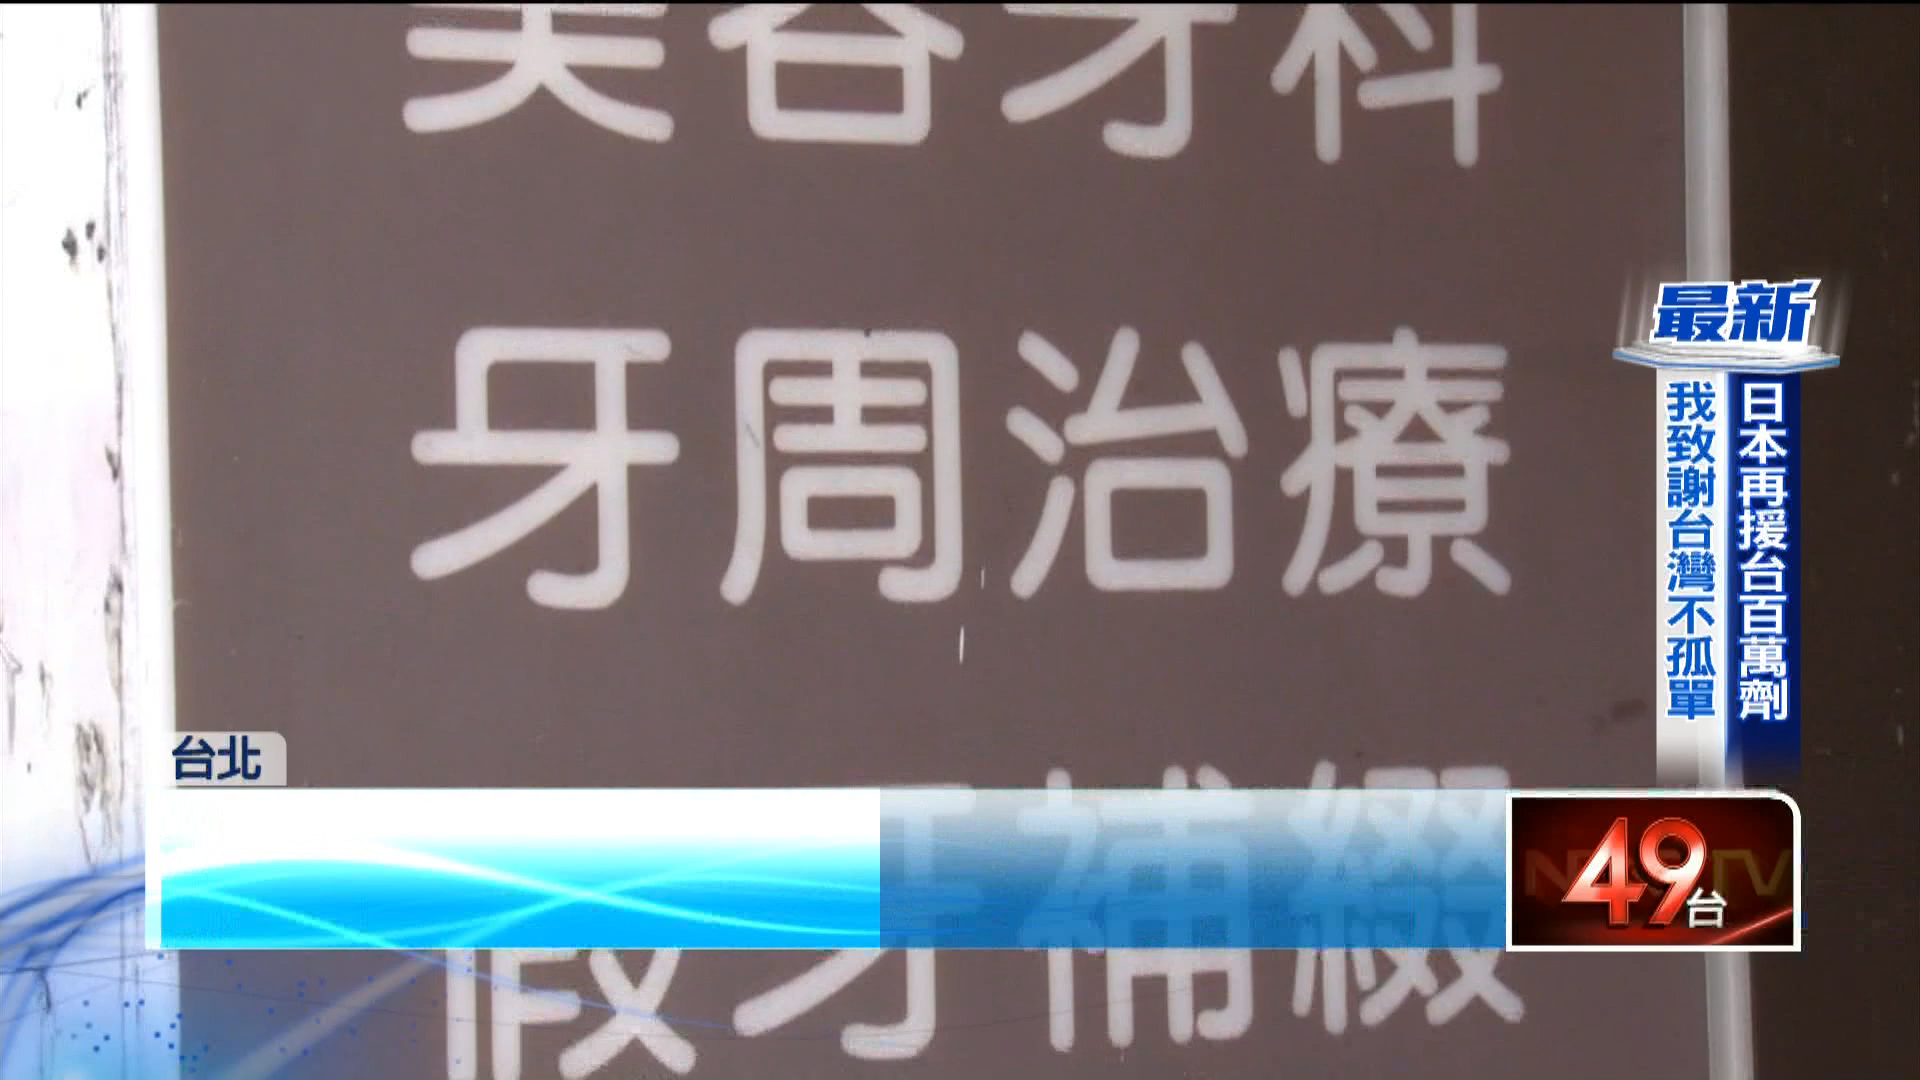 美容牙科
牙周治療
假牙補綴
最新
日本再援台百萬劑
我致謝台灣不孤單
台北
49台